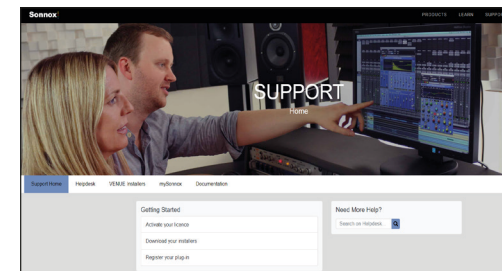 Sonnox
PRODUCTS LEARN SUPPORT
SUPPORT
Home
Support Home Helpdesk VENUE Installers mySonnox Documentation
Getting Started
Activate your licence
Download your installers
Register your plug-in
Need More Help?
Search on Helpdesk